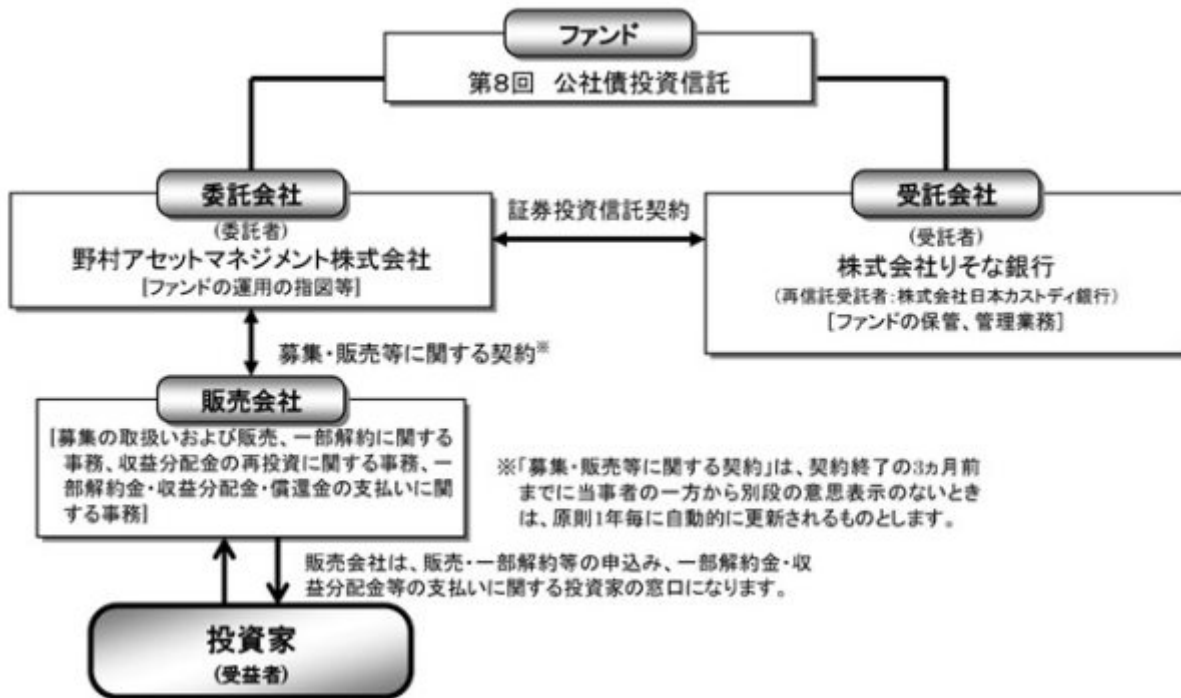 ファンド
第8回 公社債投資信託
委託会社
(委託者)
野村アセットマネジメント株式会社
[ファンドの運用の指図等]
証券投資信託契約
受託会社
(受託者)
株式会社りそな銀行
(再信託受託者:株式会社日本カストディ銀行)
[ファンドの保管、管理業務]
募集・販売等に関する契約※
販売会社
[募集の取扱いおよび販売、一部解約に関する
事務、収益分配金の再投資に関する事務、一
部解約金・収益分配金・償還金の支払いに関
する事務]
※「募集・販売等に関する契約」は、契約終了の3ヵ月前
までに当事者の一方から別段の意思表示のないとき
は、原則1年毎に自動的に更新されるものとします。
販売会社は、販売・一部解約等の申込み、一部解約金・収
益分配金等の支払いに関する投資家の窓口になります。
投資家
(受益者)